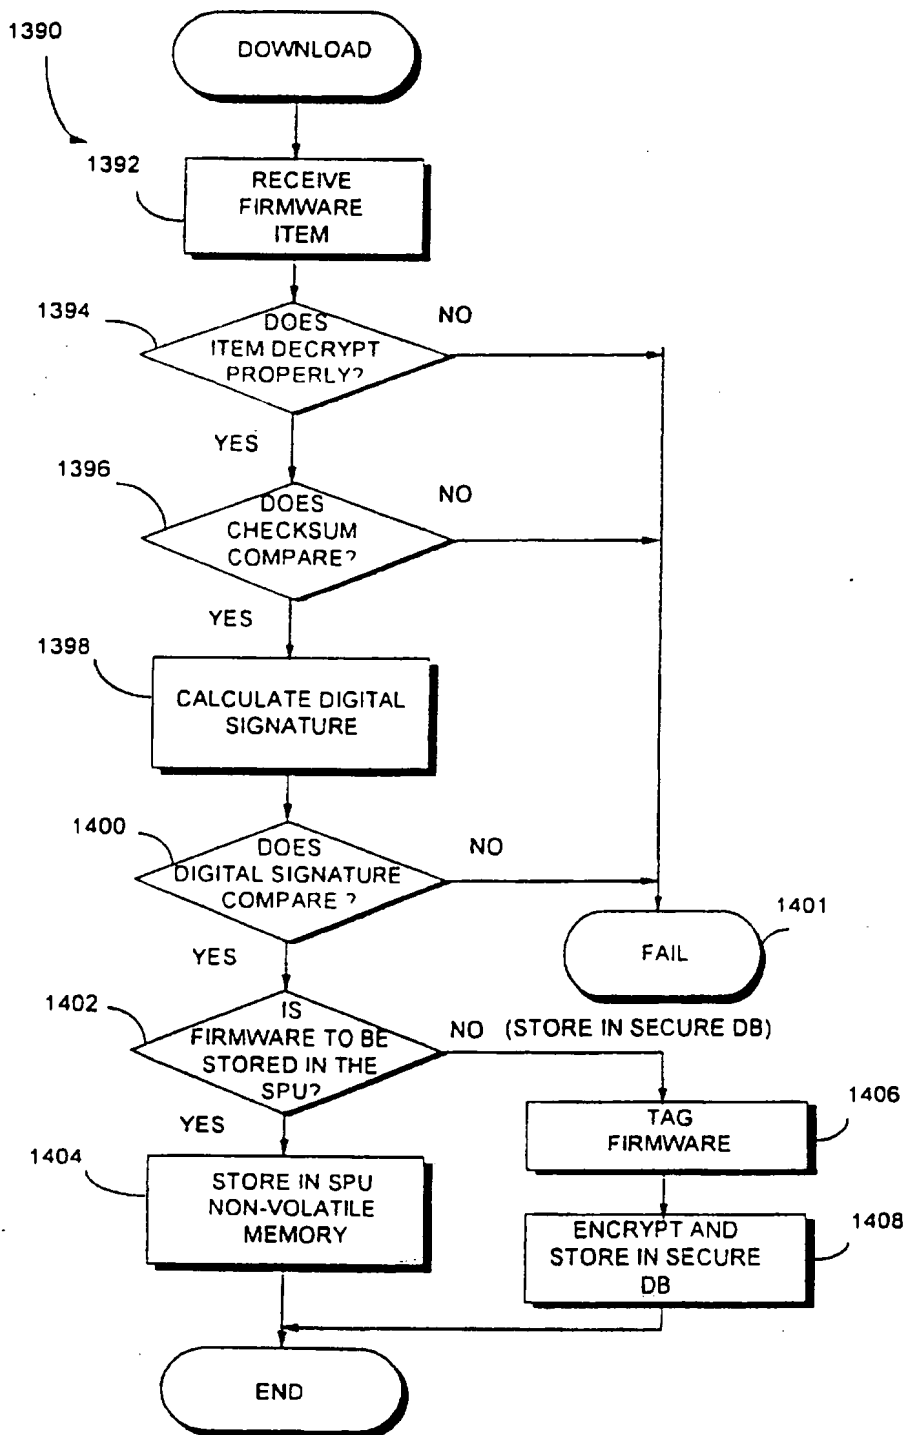 1390
DOWNLOAD
1392
RECEIVE
FIRMWARE
ITEM
1394
DOES
ITEM DECRYPT
PROPERLY?
NO
YES
1396
DOES
CHECKSUM
COMPARE?
NO
YES
1398
CALCULATE DIGITAL
SIGNATURE
1400
DOES
DIGITAL SIGNATURE
COMPARE ?
NO
YES
1401
FAIL
1402
IS
FIRMWARE TO BE
STORED IN THE
SPU?
NO (STORE IN SECURE DB)
YES
1404
STORE IN SPU
NON-VOLATILE
MEMORY
1406
TAG
FIRMWARE
1408
ENCRYPT AND
STORE IN SECURE
DB
END